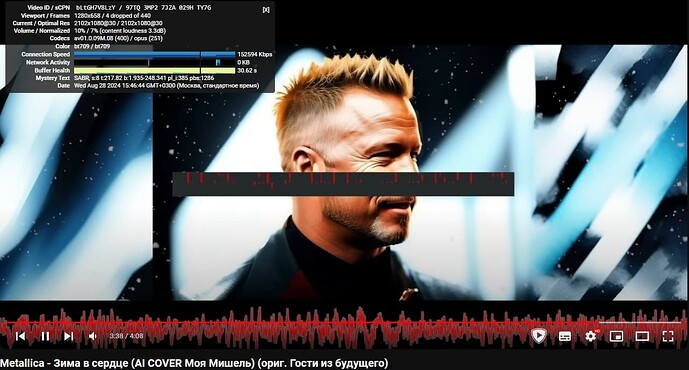 Video ID / sCPN bLtGH7V8LzY / 97TQ 3MP2 7JZA 029H TY7G [X]
Viewport / Frames 1280x658 / 4 dropped of 440
Current / Optimal Res 2102x1080@30 / 2102x1080@30
Volume / Normalized 10% / 7% (content loudness 3.3dB)
Codecs av01.0.09M.08 (400) / opus (251)
Color bt709 / bt709
Connection Speed 152594 Kbps
Network Activity 0 KB
Buffer Health 30.62 s
Mystery Text SABR, s:8 t:217.82 b:1.935-248.341 pl_i:385 pbs:1286
Date Wed Aug 28 2024 15:46:44 GMT+0300 (Москва, стандартное время)
3:38 / 4:08
Metallica - Зима в сердце (AI COVER Моя Мишель) (ориг. Гости из будущего)